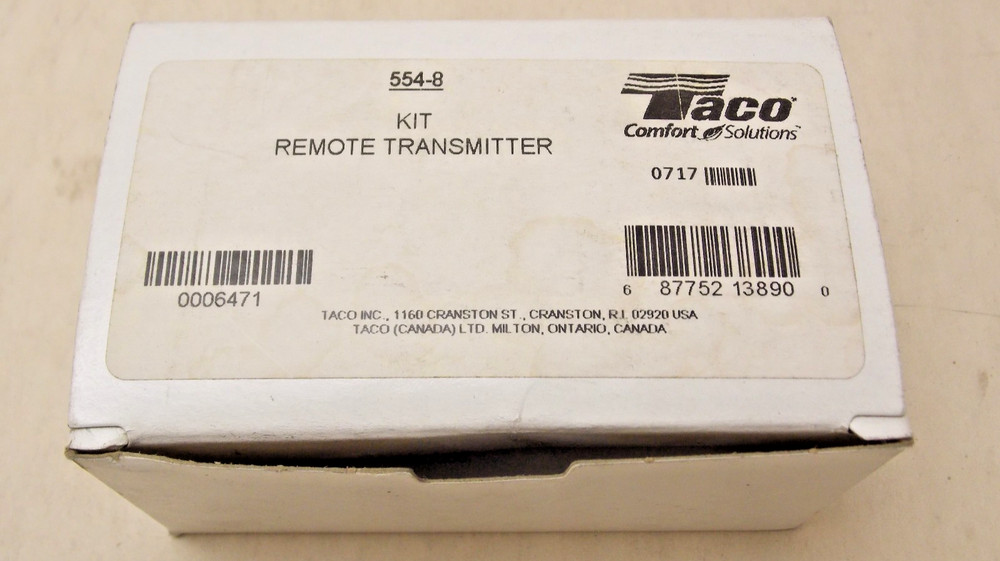 554-8
KIT
REMOTE TRANSMITTER
Taco
Comfort Solutions™
0717
0006471
6 87752 13890 0
TACO INC., 1160 CRANSTON ST., CRANSTON, R.I. 02920 USA
TACO (CANADA) LTD. MILTON, ONTARIO, CANADA